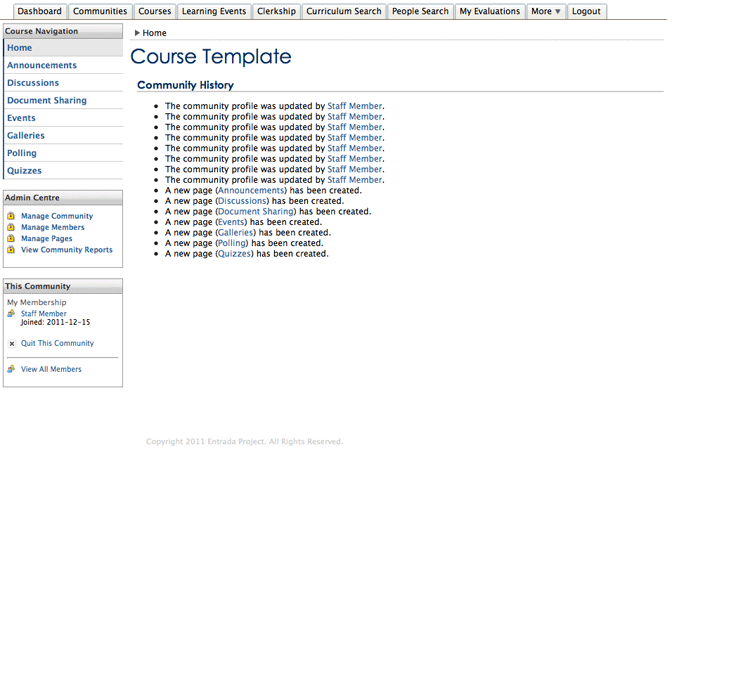 Dashboard Communities Courses Learning Events Clerkship Curriculum Search People Search My Evaluations More ▼ Logout
Course Navigation
Home
Announcements
Discussions
Document Sharing
Events
Galleries
Polling
Quizzes
Admin Centre
Manage Community
Manage Members
Manage Pages
View Community Reports
This Community
My Membership
Staff Member
Joined: 2011-12-15
Quit This Community
View All Members
Home
Course Template
Community History
The community profile was updated by Staff Member.
The community profile was updated by Staff Member.
The community profile was updated by Staff Member.
The community profile was updated by Staff Member.
The community profile was updated by Staff Member.
The community profile was updated by Staff Member.
The community profile was updated by Staff Member.
The community profile was updated by Staff Member.
A new page (Announcements) has been created.
A new page (Discussions) has been created.
A new page (Document Sharing) has been created.
A new page (Events) has been created.
A new page (Galleries) has been created.
A new page (Polling) has been created.
A new page (Quizzes) has been created.
Copyright 2011 Entrada Project. All Rights Reserved.